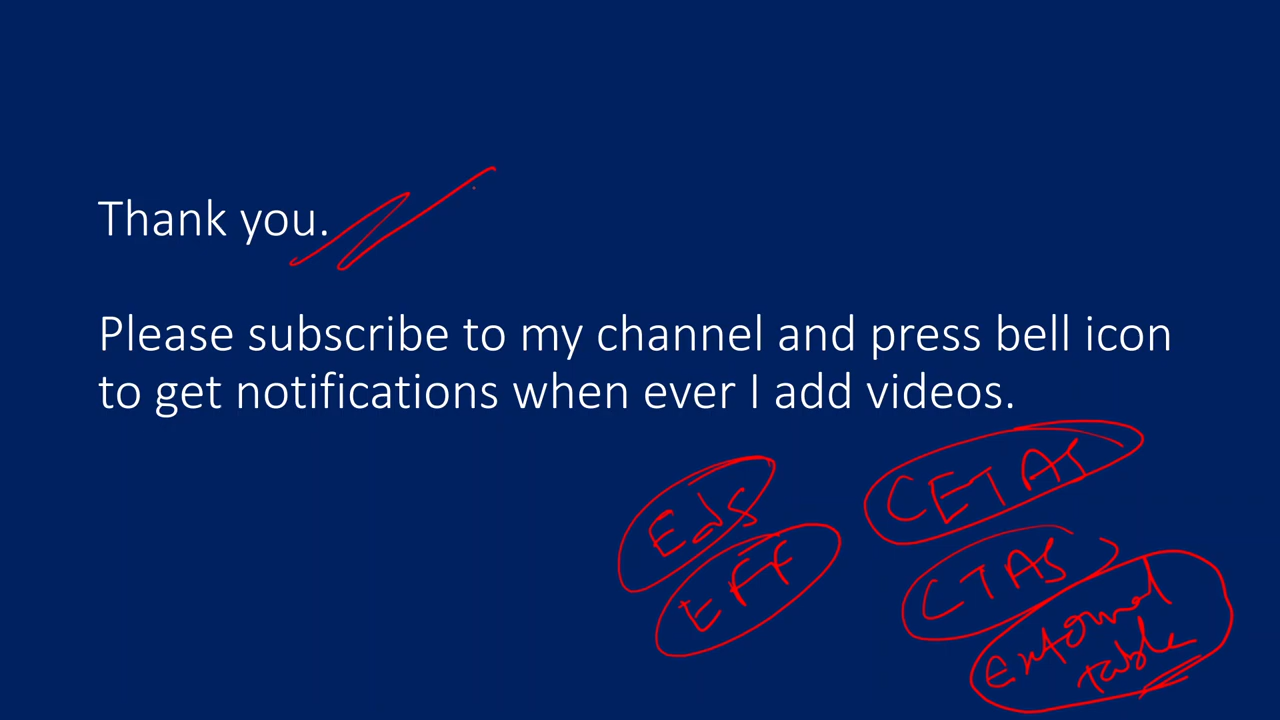 Thank you.
Please subscribe to my channel and press bell icon
to get notifications when ever I add videos.
Eds
EFF
CETAS
CTAS
External
table